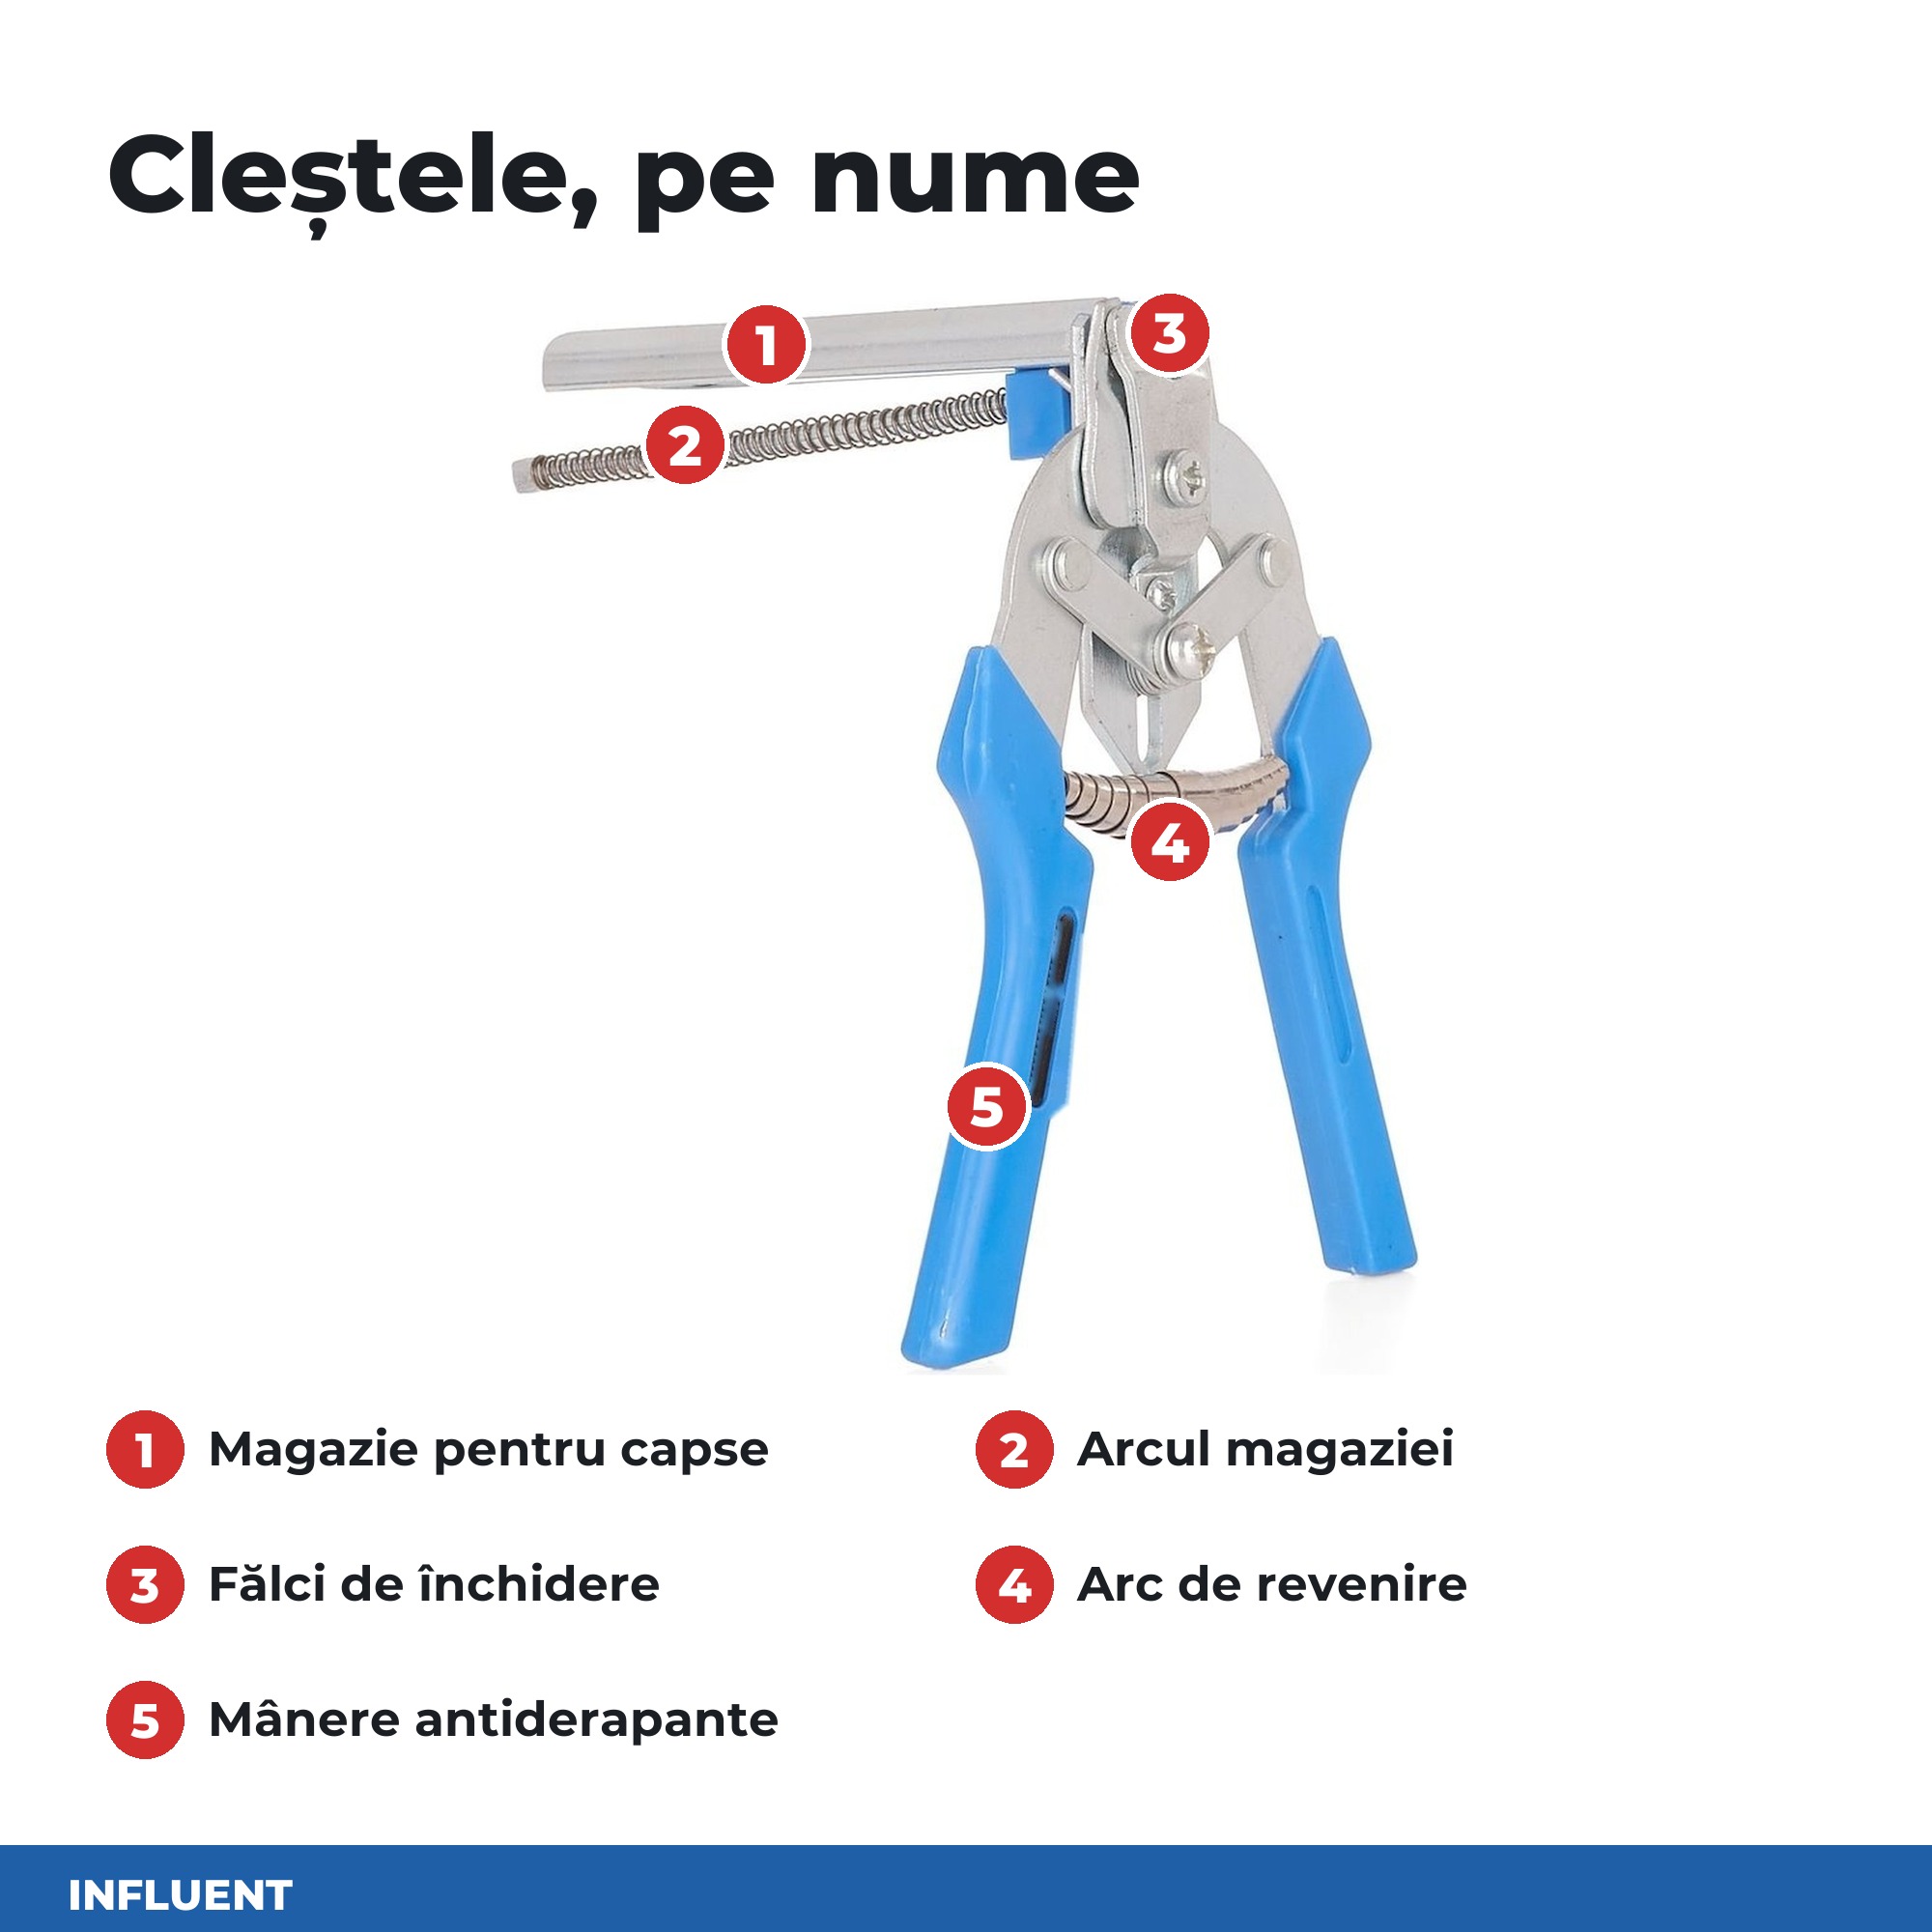 Cleștele, pe nume
1
3
2
4
5
1 Magazie pentru capse
2 Arcul magaziei
3 Fălci de închidere
4 Arc de revenire
5 Mânere antiderapante
INFLUENT